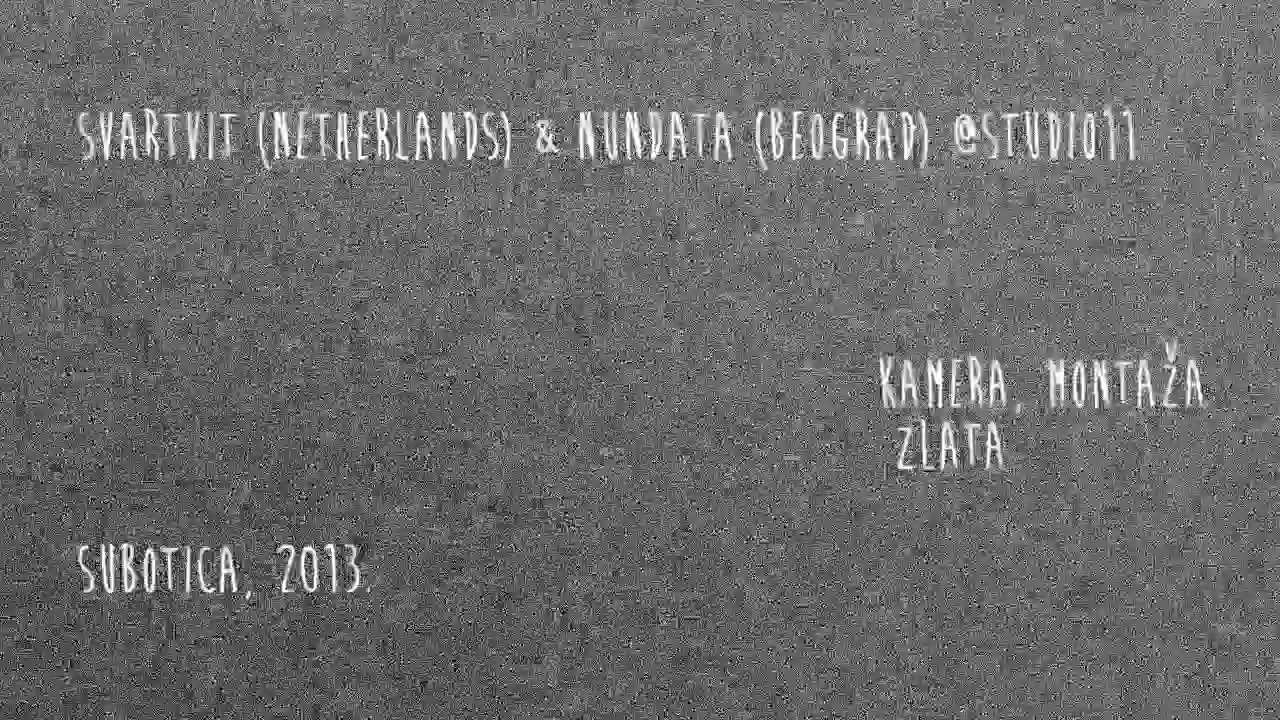 SVARTVIT (NETHERLANDS) & NUNDATA (BEOGRAD) @STUDIO11
KAMERA, MONTAŽA
ZLATA
SUBOTICA, 2013.